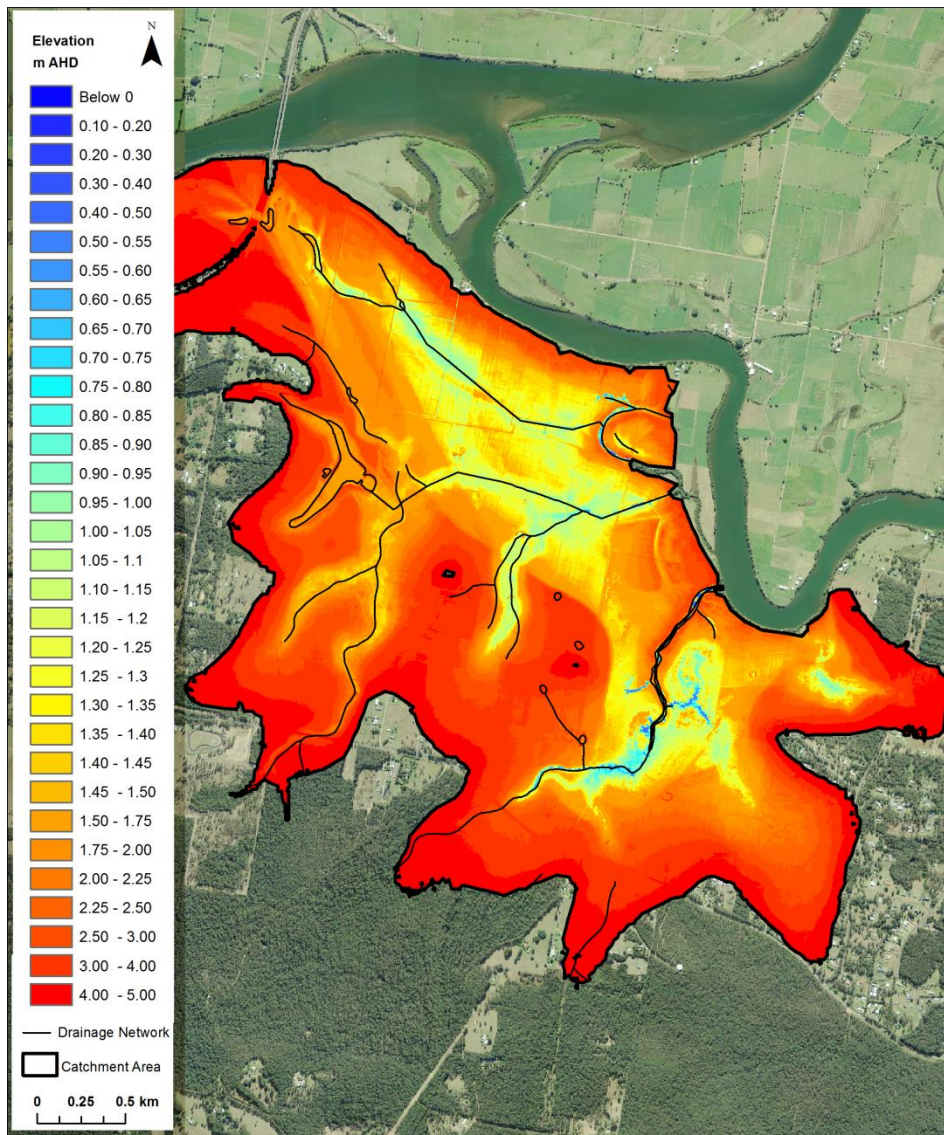 N
Elevation
m AHD
Below 0
0.10 - 0.20
0.20 - 0.30
0.30 - 0.40
0.40 - 0.50
0.50 - 0.55
0.55 - 0.60
0.60 - 0.65
0.65 - 0.70
0.70 - 0.75
0.75 - 0.80
0.80 - 0.85
0.85 - 0.90
0.90 - 0.95
0.95 - 1.00
1.00 - 1.05
1.05 - 1.1
1.10 - 1.15
1.15 - 1.2
1.20 - 1.25
1.25 - 1.3
1.30 - 1.35
1.35 - 1.40
1.40 - 1.45
1.45 - 1.50
1.50 - 1.75
1.75 - 2.00
2.00 - 2.25
2.25 - 2.50
2.50 - 3.00
3.00 - 4.00
4.00 - 5.00
Drainage Network
Catchment Area
0 0.25 0.5 km